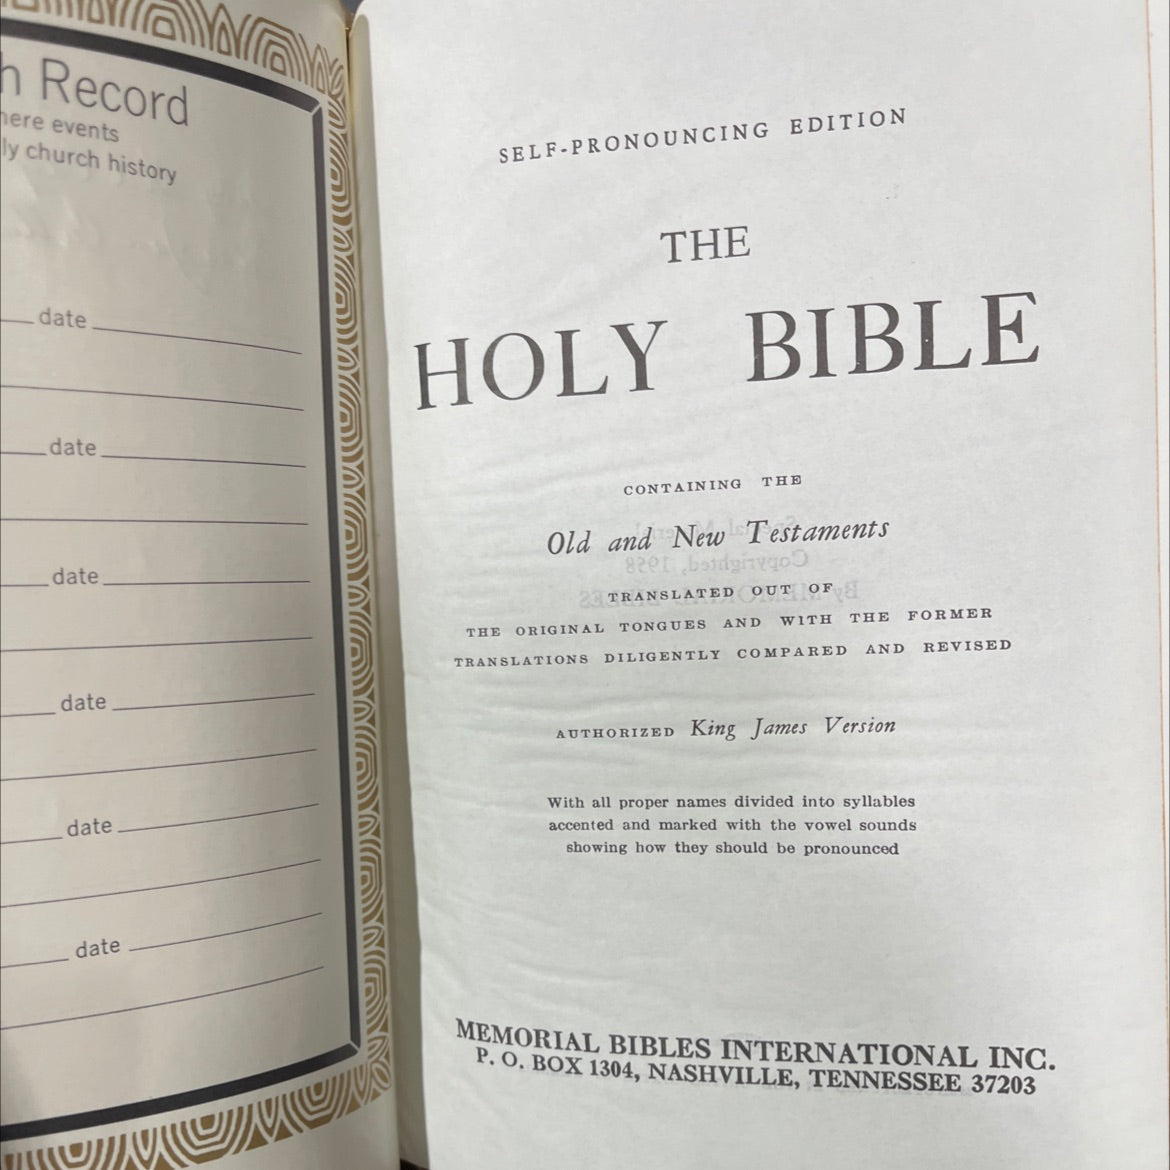 h Record
here events
ly church history
date
date
date
date
date
date
SELF-PRONOUNCING EDITION
THE
HOLY BIBLE
CONTAINING THE
Old and New Testaments
TRANSLATED OUT OF
THE ORIGINAL TONGUES AND WITH THE FORMER
TRANSLATIONS DILIGENTLY COMPARED AND REVISED
AUTHORIZED King James Version
With all proper names divided into syllables
accented and marked with the vowel sounds
showing how they should be pronounced
MEMORIAL BIBLES INTERNATIONAL INC.
P. O. BOX 1304, NASHVILLE, TENNESSEE 37203